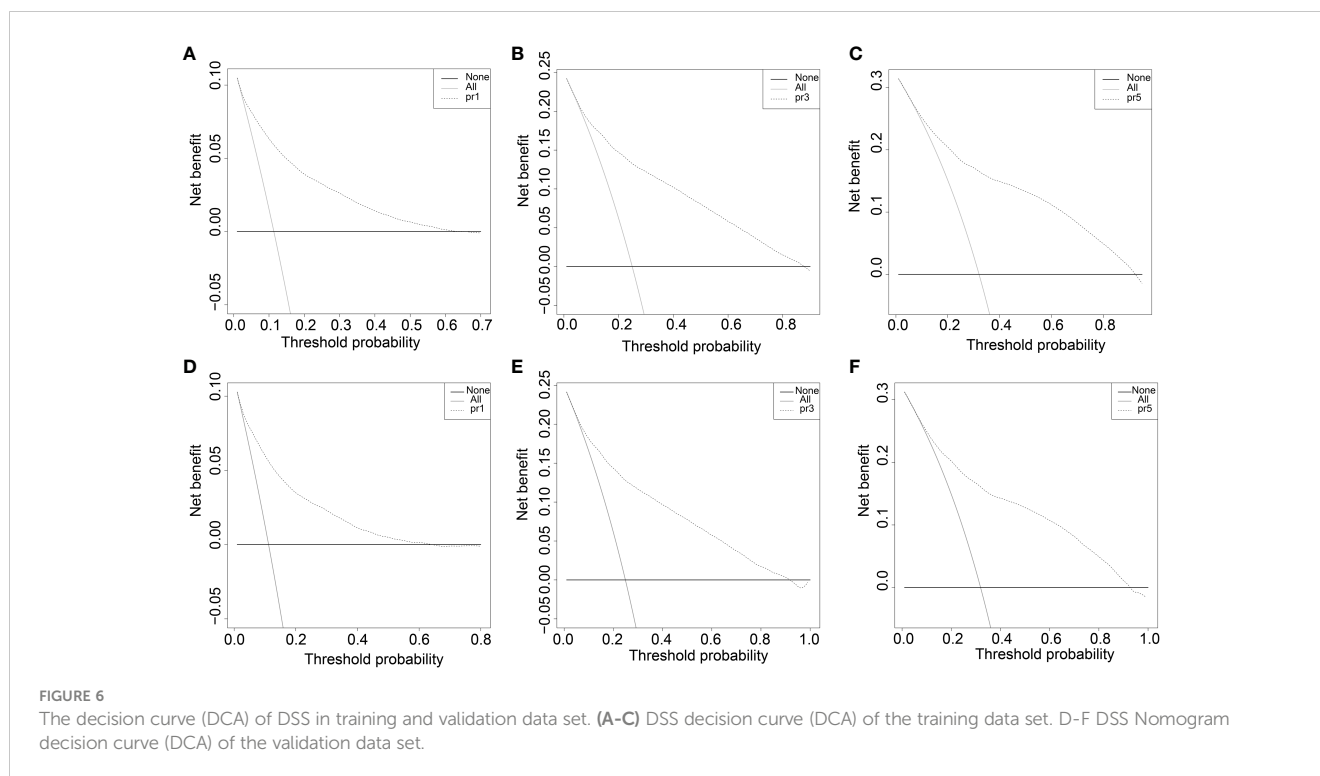 A
Net benefit
0.10
0.05
0.00
−0.05
None
All
pr1
0.0 0.1 0.2 0.3 0.4 0.5 0.6 0.7
Threshold probability
B
Net benefit
0.25
0.20
0.15
0.10
0.05
0.00
−0.05
None
All
pr3
0.0 0.2 0.4 0.6 0.8
Threshold probability
C
Net benefit
0.3
0.2
0.1
0.0
None
All
pr5
0.0 0.2 0.4 0.6 0.8
Threshold probability
D
Net benefit
0.10
0.05
0.00
−0.05
None
All
pr1
0.0 0.2 0.4 0.6 0.8
Threshold probability
E
Net benefit
0.25
0.20
0.15
0.10
0.05
0.00
−0.05
None
All
pr3
0.0 0.2 0.4 0.6 0.8 1.0
Threshold probability
F
Net benefit
0.3
0.2
0.1
0.0
None
All
pr5
0.0 0.2 0.4 0.6 0.8 1.0
Threshold probability
FIGURE 6
The decision curve (DCA) of DSS in training and validation data set. (A-C) DSS decision curve (DCA) of the training data set. D-F DSS Nomogram
decision curve (DCA) of the validation data set.